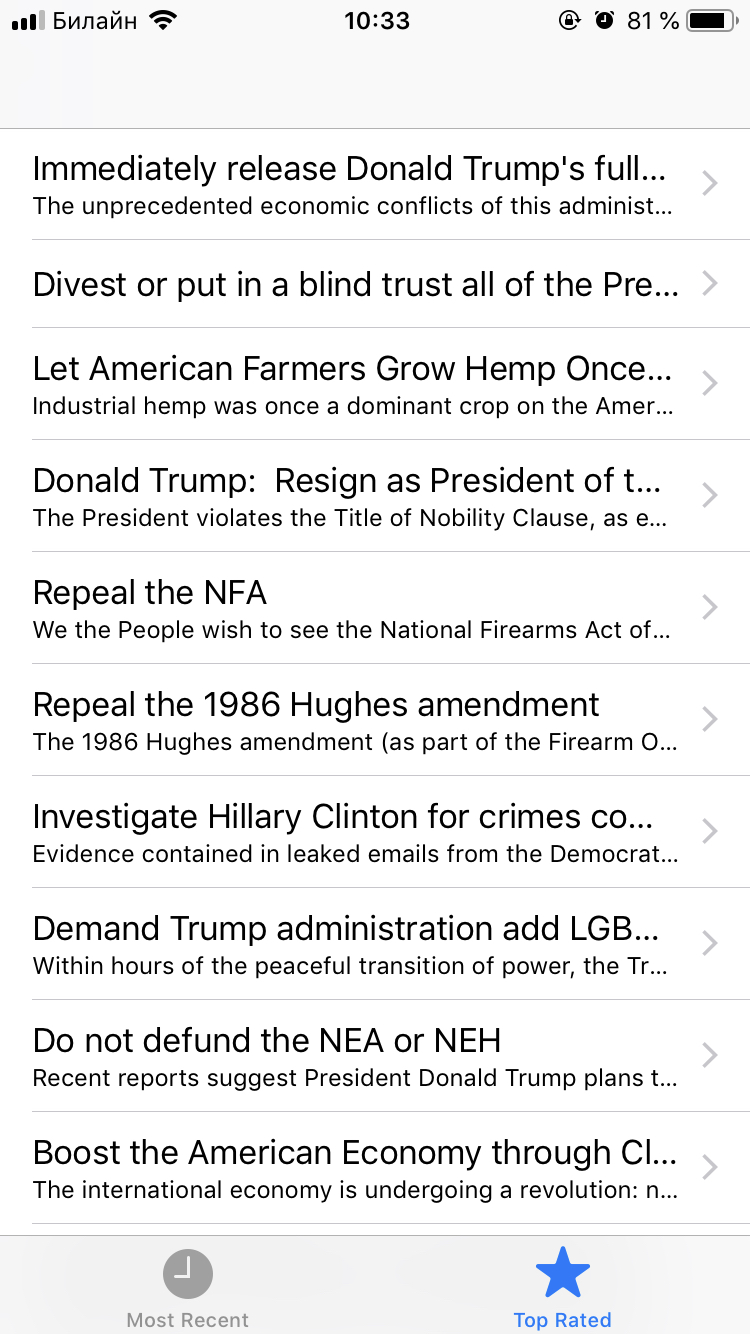 Билайн 10:33 81 %
Immediately release Donald Trump's full...
The unprecedented economic conflicts of this administ...
Divest or put in a blind trust all of the Pre...
Let American Farmers Grow Hemp Once...
Industrial hemp was once a dominant crop on the Amer...
Donald Trump:  Resign as President of t...
The President violates the Title of Nobility Clause, as e...
Repeal the NFA
We the People wish to see the National Firearms Act of...
Repeal the 1986 Hughes amendment
The 1986 Hughes amendment (as part of the Firearm O...
Investigate Hillary Clinton for crimes co...
Evidence contained in leaked emails from the Democrat...
Demand Trump administration add LGB...
Within hours of the peaceful transition of power, the Tr...
Do not defund the NEA or NEH
Recent reports suggest President Donald Trump plans t...
Boost the American Economy through Cl...
The international economy is undergoing a revolution: n...
Most Recent Top Rated